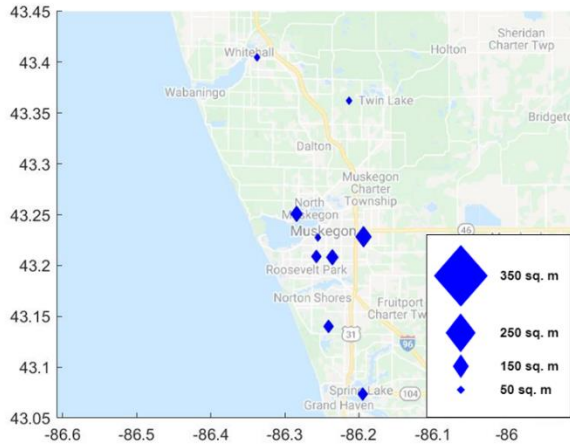 43.45
43.4
43.35
43.3
43.25
43.2
43.15
43.1
43.05
-86.6
-86.5
-86.4
-86.3
-86.2
-86.1
-86
Sheridan
Charter Twp
Holton
Whitehall
Wabaningo
Twin Lake
Bridgeto
Dalton
Muskegon
Charter
Township
North
Muskegon
Muskegon
46
Roosevelt Park
Norton Shores
Fruitport
Charter Tw
31
96
Spring Lake
104
Grand Haven
350 sq. m
250 sq. m
150 sq. m
50 sq. m